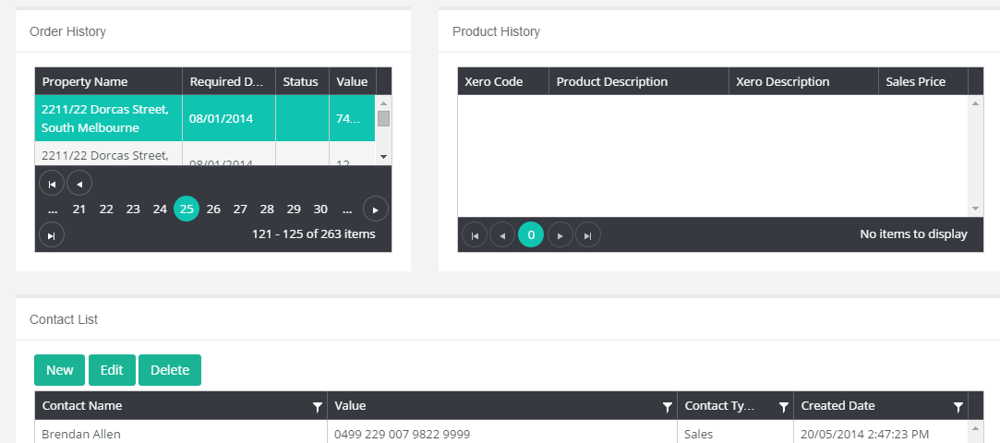 Order History
Property Name Required D... Status Value
2211/22 Dorcas Street,
South Melbourne 08/01/2014 74...
2211/22 Dorcas Street,
08/01/2014 12
... 21 22 23 24 25 26 27 28 29 30 ...
121 - 125 of 263 items
Product History
Xero Code Product Description Xero Description Sales Price
0 No items to display
Contact List
New Edit Delete
Contact Name Value Contact Ty... Created Date
Brendan Allen 0499 229 007 9822 9999 Sales 20/05/2014 2:47:23 PM